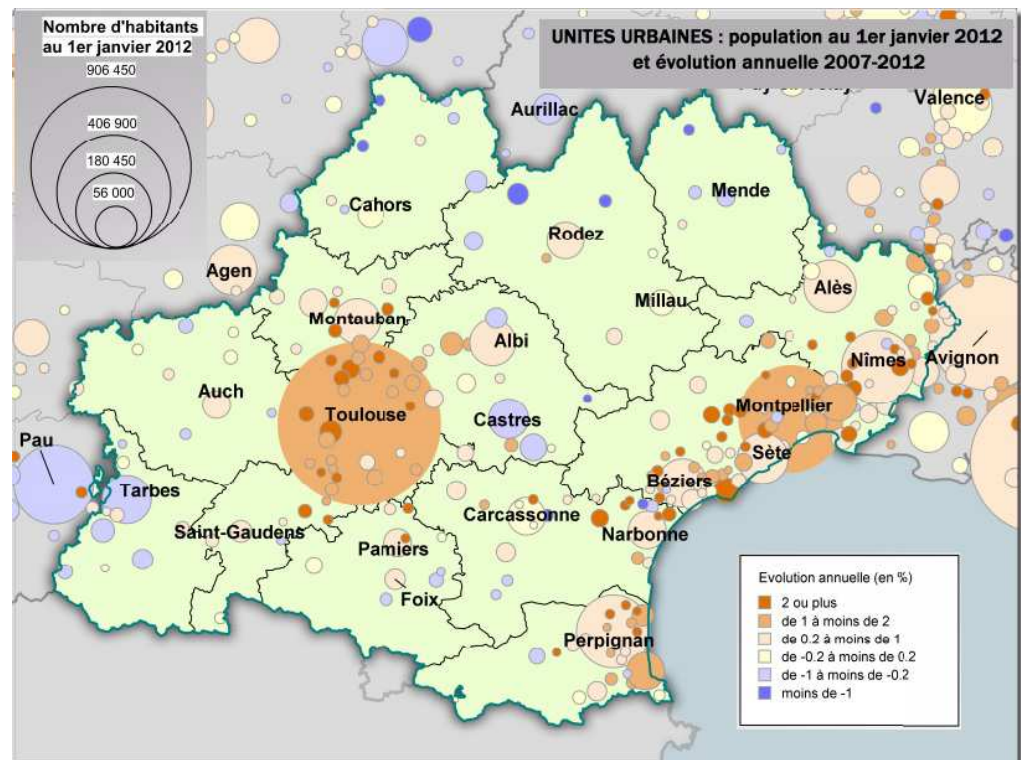 Nombre d'habitants
au 1er janvier 2012
906 450
406 900
180 450
56 000
UNITES URBAINES : population au 1er janvier 2012
et évolution annuelle 2007-2012
Aurillac
Valence
Cahors
Mende
Rodez
Agen
Millau
Alès
Montauban
Albi
Nîmes
Avignon
Auch
Toulouse
Castres
Montpellier
Pau
Sète
Tarbes
Béziers
Saint-Gaudens
Carcassonne
Narbonne
Pamiers
Foix
Perpignan
Evolution annuelle (en %)
2 ou plus
de 1 à moins de 2
de 0.2 à moins de 1
de -0.2 à moins de 0.2
de -1 à moins de -0.2
moins de -1